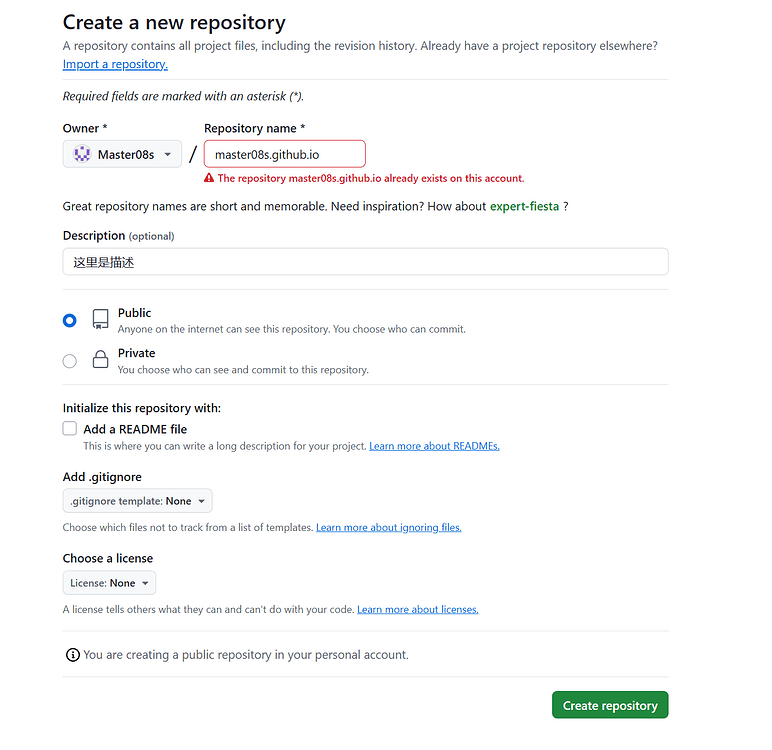 Create a new repository
A repository contains all project files, including the revision history. Already have a project repository elsewhere?
Import a repository.
Required fields are marked with an asterisk (*).
Owner * Repository name *
Master08s / master08s.github.io
The repository master08s.github.io already exists on this account.
Great repository names are short and memorable. Need inspiration? How about expert-fiesta ?
Description (optional)
这里是描述
Public
Anyone on the internet can see this repository. You choose who can commit.
Private
You choose who can see and commit to this repository.
Initialize this repository with:
Add a README file
This is where you can write a long description for your project. Learn more about READMEs.
Add .gitignore
.gitignore template: None
Choose which files not to track from a list of templates. Learn more about ignoring files.
Choose a license
License: None
A license tells others what they can and can't do with your code. Learn more about licenses.
You are creating a public repository in your personal account.
Create repository